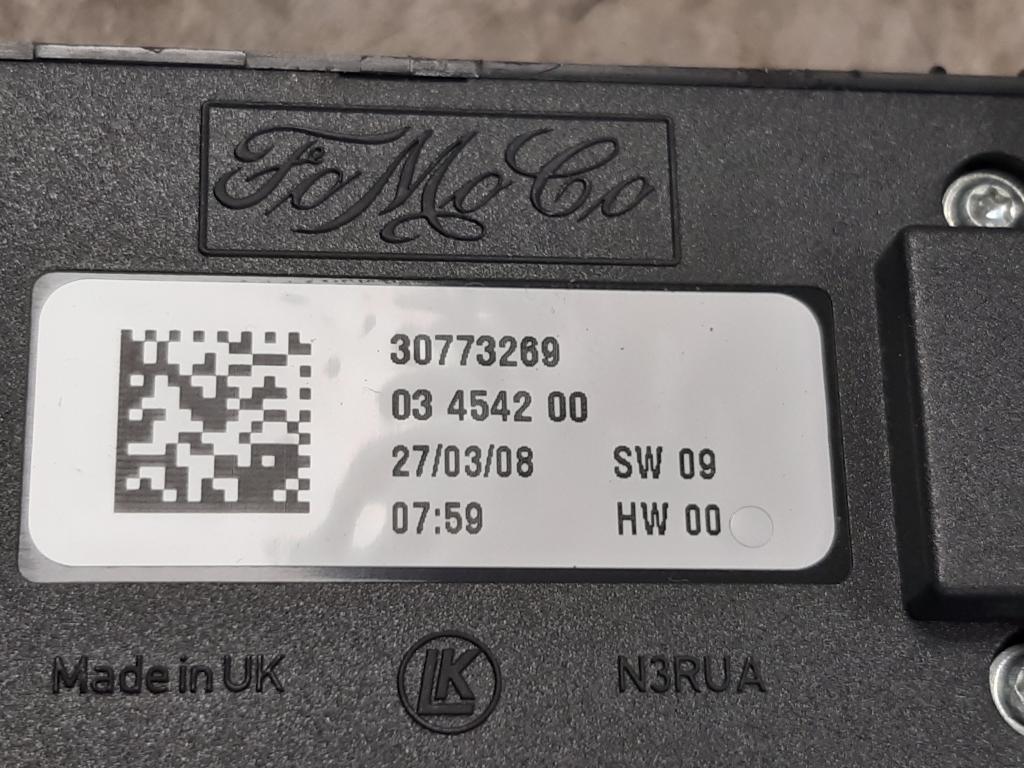 FoMoCo
30773269
03 4542 00
27/03/08 SW 09
07:59 HW 00
Made in UK LK N3RUA